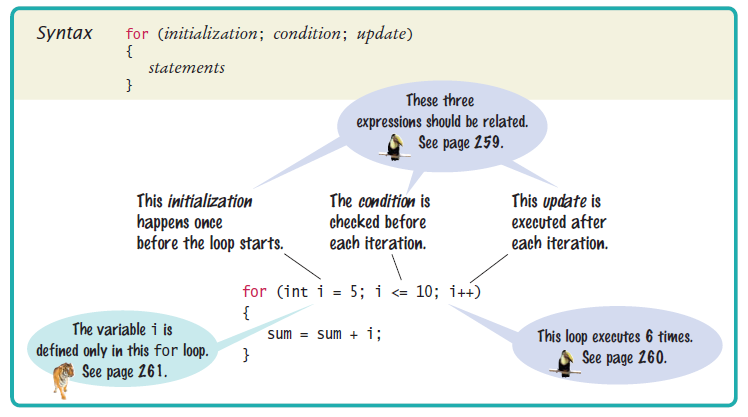 Syntax
for (initialization; condition; update)
{
statements
}
These three
expressions should be related.
See page 259.
This initialization
happens once
before the loop starts.
The condition is
checked before
each iteration.
This update is
executed after
each iteration.
for (int i = 5; i <= 10; i++)
{
sum = sum + i;
}
The variable i is
defined only in this for loop.
See page 261.
This loop executes 6 times.
See page 260.